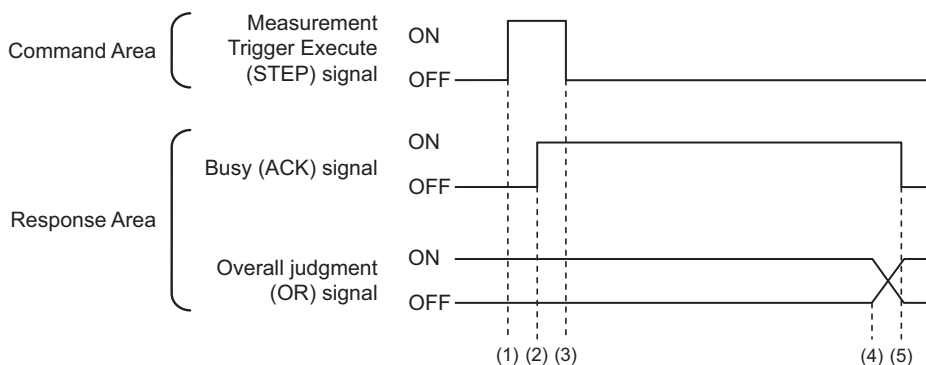 Command Area
Measurement
Trigger Execute
(STEP) signal
ON
OFF
Response Area
Busy (ACK) signal
ON
OFF
Overall judgment
(OR) signal
ON
OFF
(1) (2) (3) (4) (5)